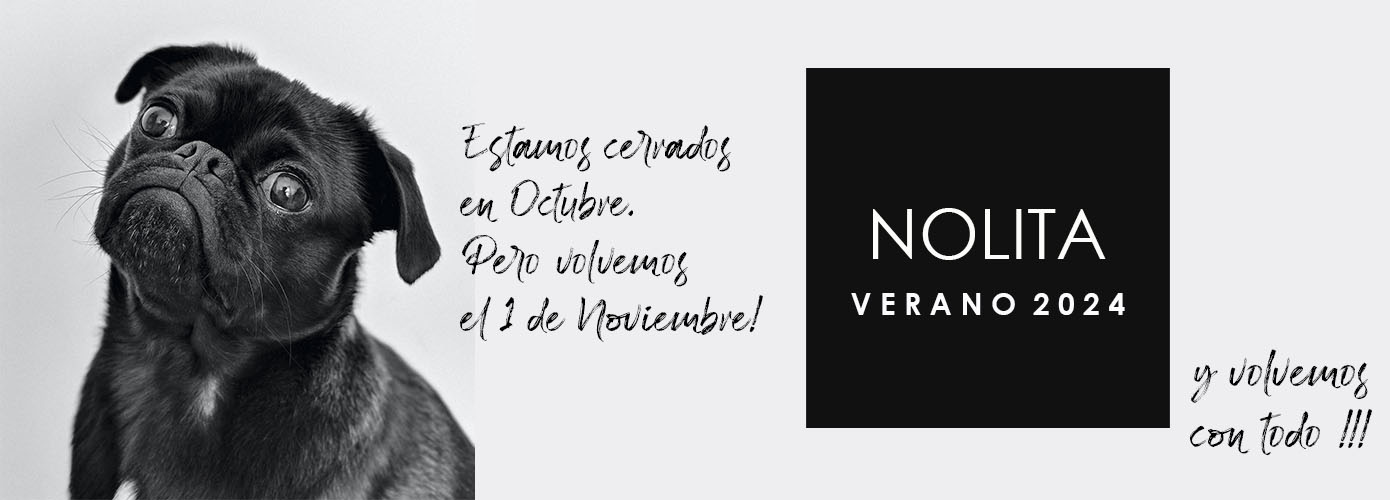 Estamos cerrados
en Octubre.
Pero volvemos
el 1 de Noviembre!
NOLITA
VERANO 2024
y volvemos
con todo !!!